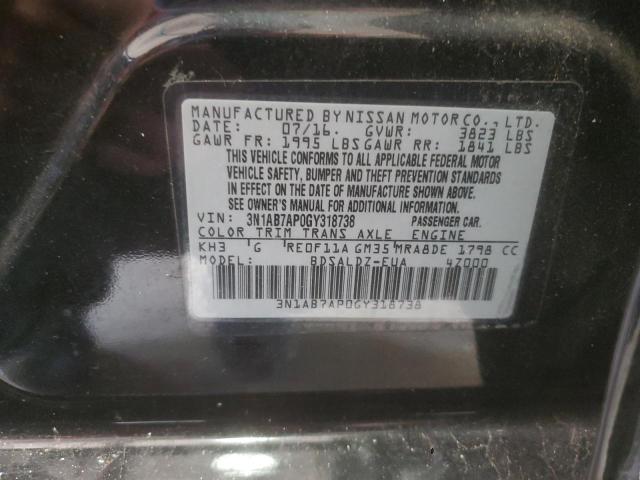 MANUFACTURED BY NISSAN MOTOR CO., LTD.
DATE: 07/16. GVWR: 3823 LBS
GAWR FR: 1995 LBS GAWR RR: 1841 LBS
THIS VEHICLE CONFORMS TO ALL APPLICABLE FEDERAL MOTOR
VEHICLE SAFETY, BUMPER AND THEFT PREVENTION STANDARDS
IN EFFECT ON THE DATE OF MANUFACTURE SHOWN ABOVE.
SEE OWNER'S MANUAL FOR ADDITIONAL INFORMATION.
VIN: 3N1AB7AP0GY318738 PASSENGER CAR.
COLOR TRIM TRANS AXLE ENGINE
KH3 G RE0F11A GM35 MRA8DE 1798 CC
MODEL: BDSALDZ-EUA 47000
3N1AB7AP0GY318738